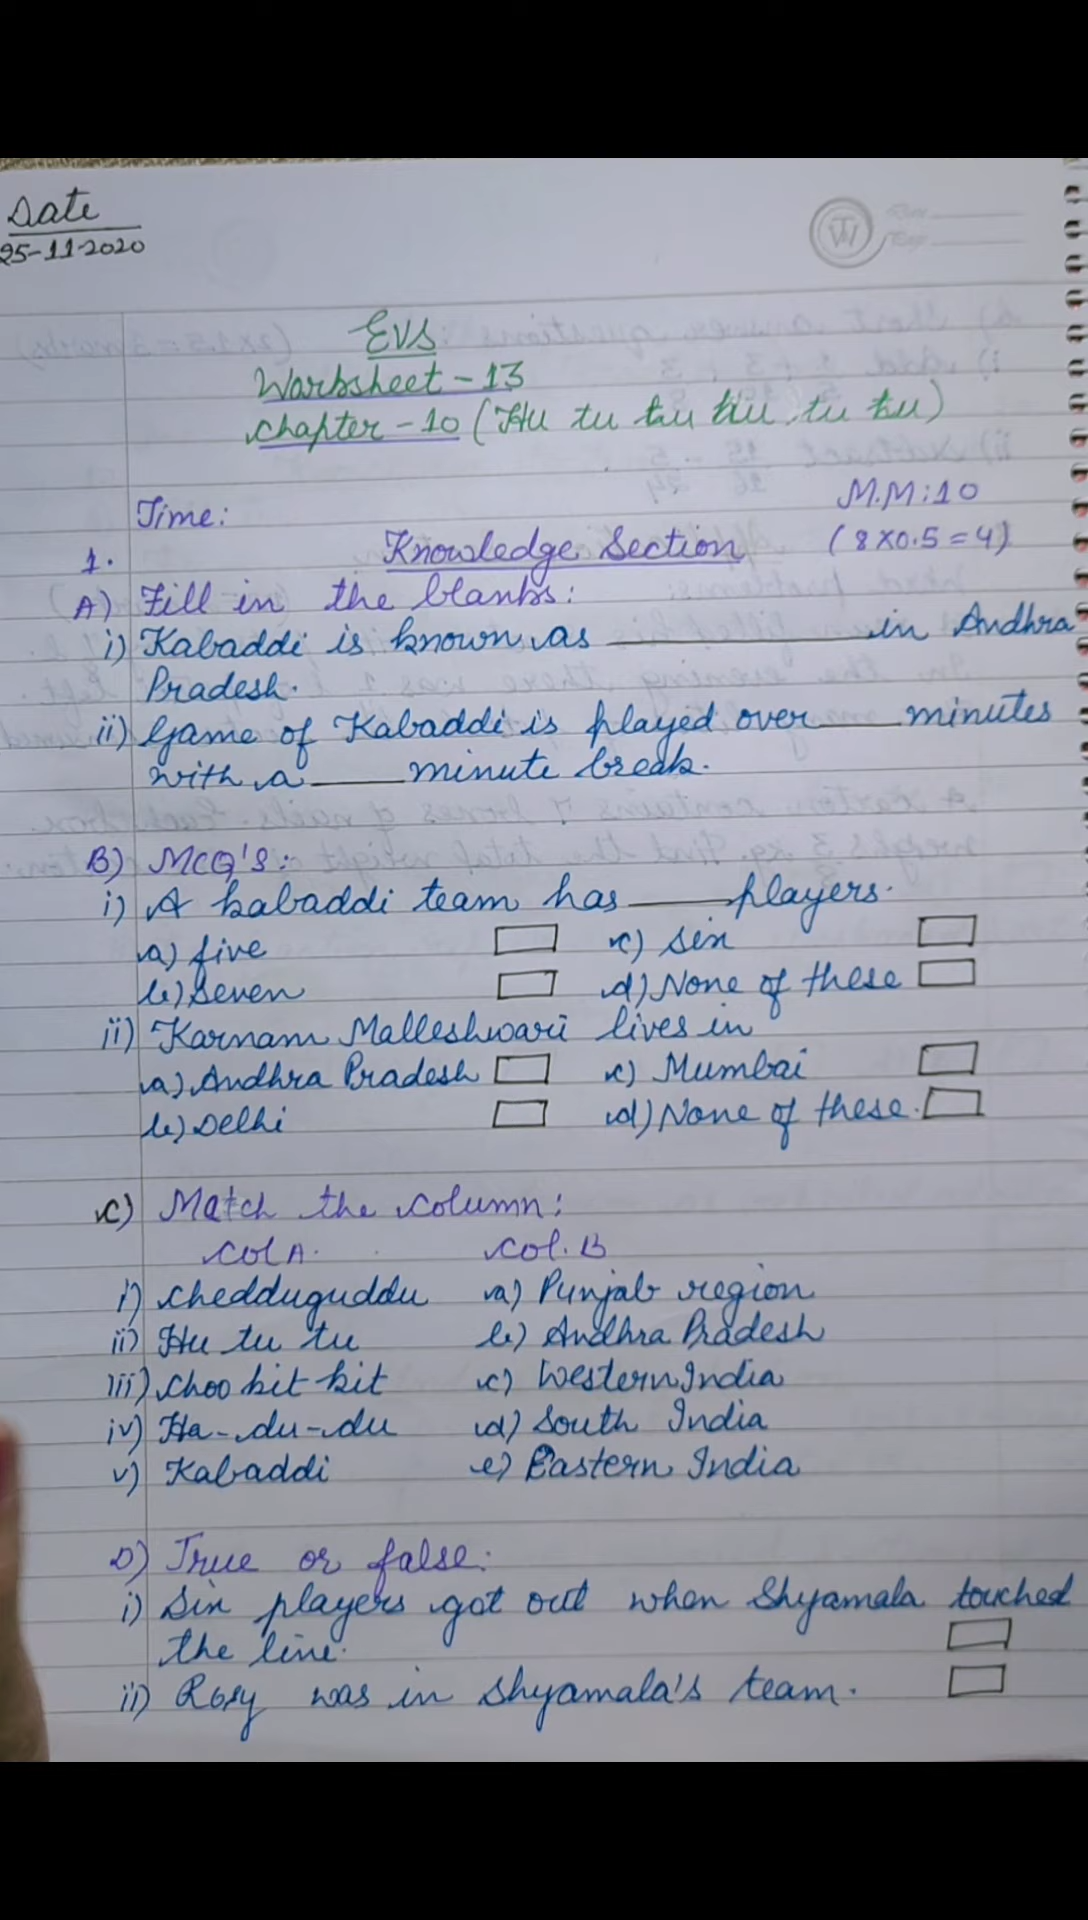 Date
25-11-2020
EVS
Worksheet - 13
Chapter - 10 (Hu tu tu hu tu tu)
Time:
M.M:10
1.
Knowledge Section
(8×0.5=4)
A) Fill in the blanks:
i) Kabaddi is known as ________ in Andhra
Pradesh.
ii) Game of Kabaddi is played over ____ minutes
with a ____ minute break.
B) MCQ's:
i) A kabaddi team has ____ players.
a) five c) six
b) Seven d) None of these
ii) Karnam Malleshwari lives in
a) Andhra Pradesh c) Mumbai
b) Delhi d) None of these.
C) Match the column:
Col A. Col. B
i) Chedduguddu a) Punjab region
ii) Hu tu tu b) Andhra Pradesh
iii) Choo kit kit c) Western India
iv) Ha-du-du d) South India
v) Kabaddi e) Eastern India
D) True or false:
i) Six players got out when Shyamala touched
the line.
ii) Rosy was in Shyamala's team.